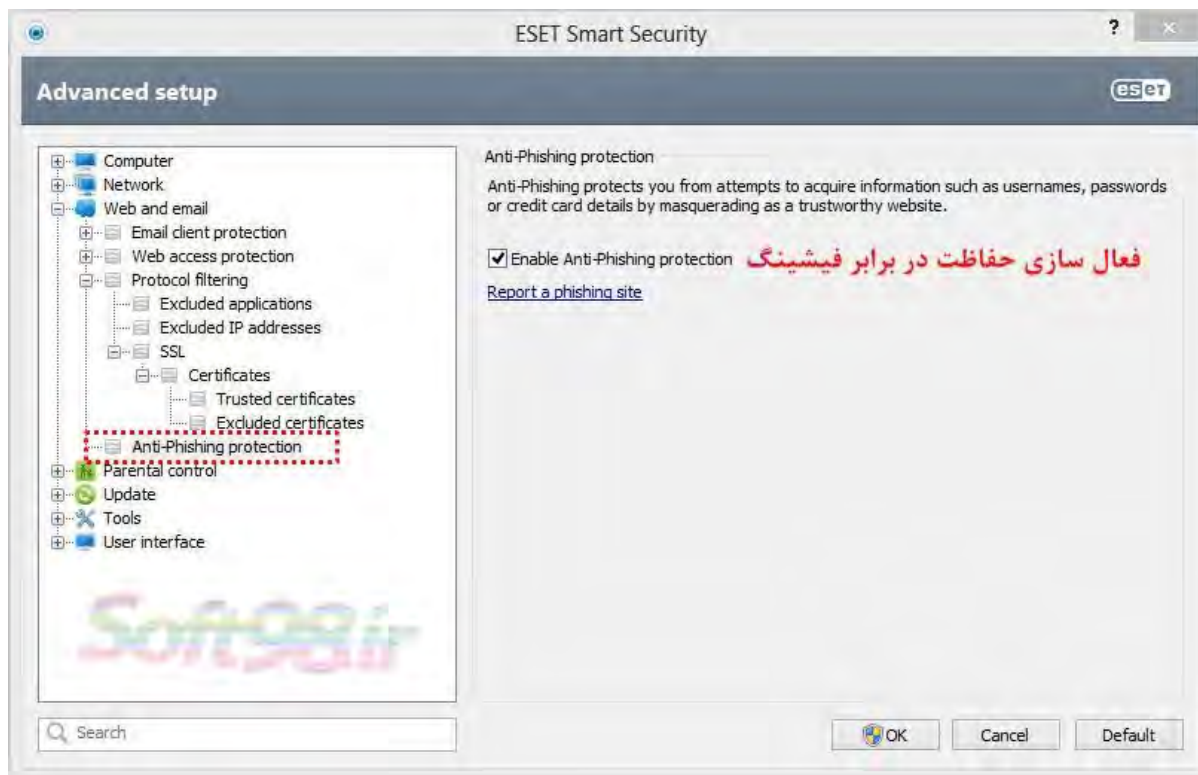 ESET Smart Security
?
Advanced setup
eset
Computer
Network
Web and email
Email client protection
Web access protection
Protocol filtering
Excluded applications
Excluded IP addresses
SSL
Certificates
Trusted certificates
Excluded certificates
Anti-Phishing protection
Parental control
Update
Tools
User interface
Soft98.ir
Search
Anti-Phishing protection
Anti-Phishing protects you from attempts to acquire information such as usernames, passwords
or credit card details by masquerading as a trustworthy website.
Enable Anti-Phishing protection فعال سازی حفاظت در برابر فیشینگ
Report a phishing site
OK
Cancel
Default